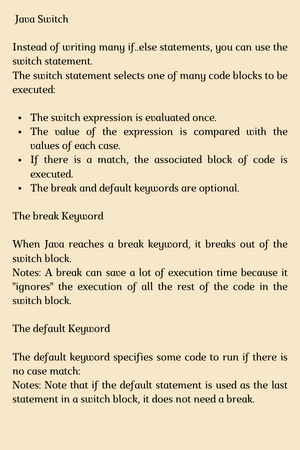 Java Switch
Instead of writing many if..else statements, you can use the
switch statement.
The switch statement selects one of many code blocks to be
executed:
• The switch expression is evaluated once.
• The value of the expression is compared with the
values of each case.
• If there is a match, the associated block of code is
executed.
• The break and default keywords are optional.
The break Keyword
When Java reaches a break keyword, it breaks out of the
switch block.
Notes: A break can save a lot of execution time because it
"ignores" the execution of all the rest of the code in the
switch block.
The default Keyword
The default keyword specifies some code to run if there is
no case match:
Notes: Note that if the default statement is used as the last
statement in a switch block, it does not need a break.